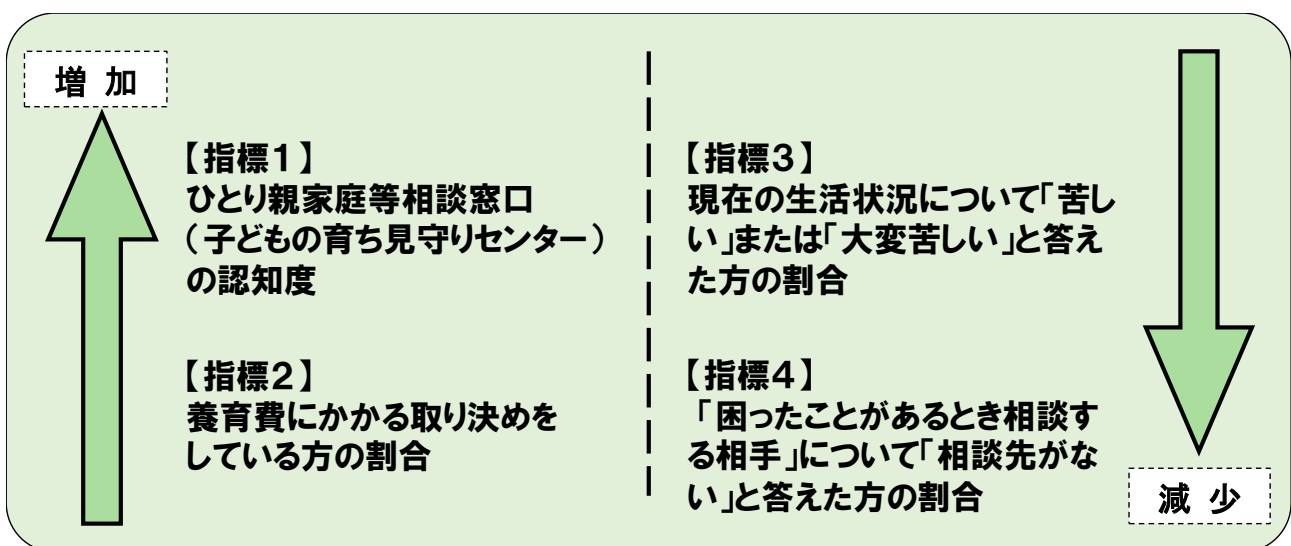 増 加
【指標１】
ひとり親家庭等相談窓口
（子どもの育ち見守りセンター）
の認知度
【指標２】
養育費にかかる取り決めを
している方の割合
【指標３】
現在の生活状況について「苦し
い」または「大変苦しい」と答え
た方の割合
【指標４】
「困ったことがあるとき相談す
る相手」について「相談先がな
い」と答えた方の割合
減 少